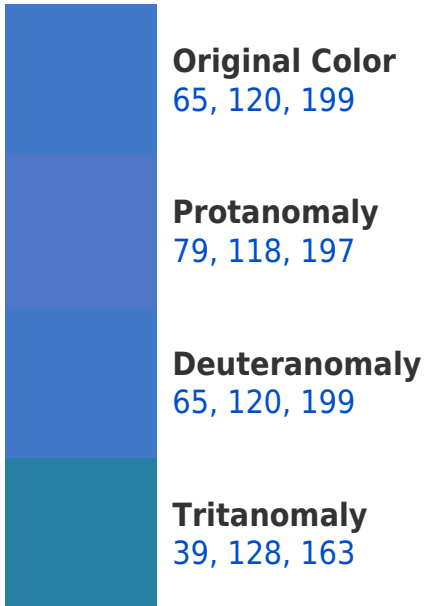 Original Color
65, 120, 199
Protanomaly
79, 118, 197
Deuteranomaly
65, 120, 199
Tritanomaly
39, 128, 163